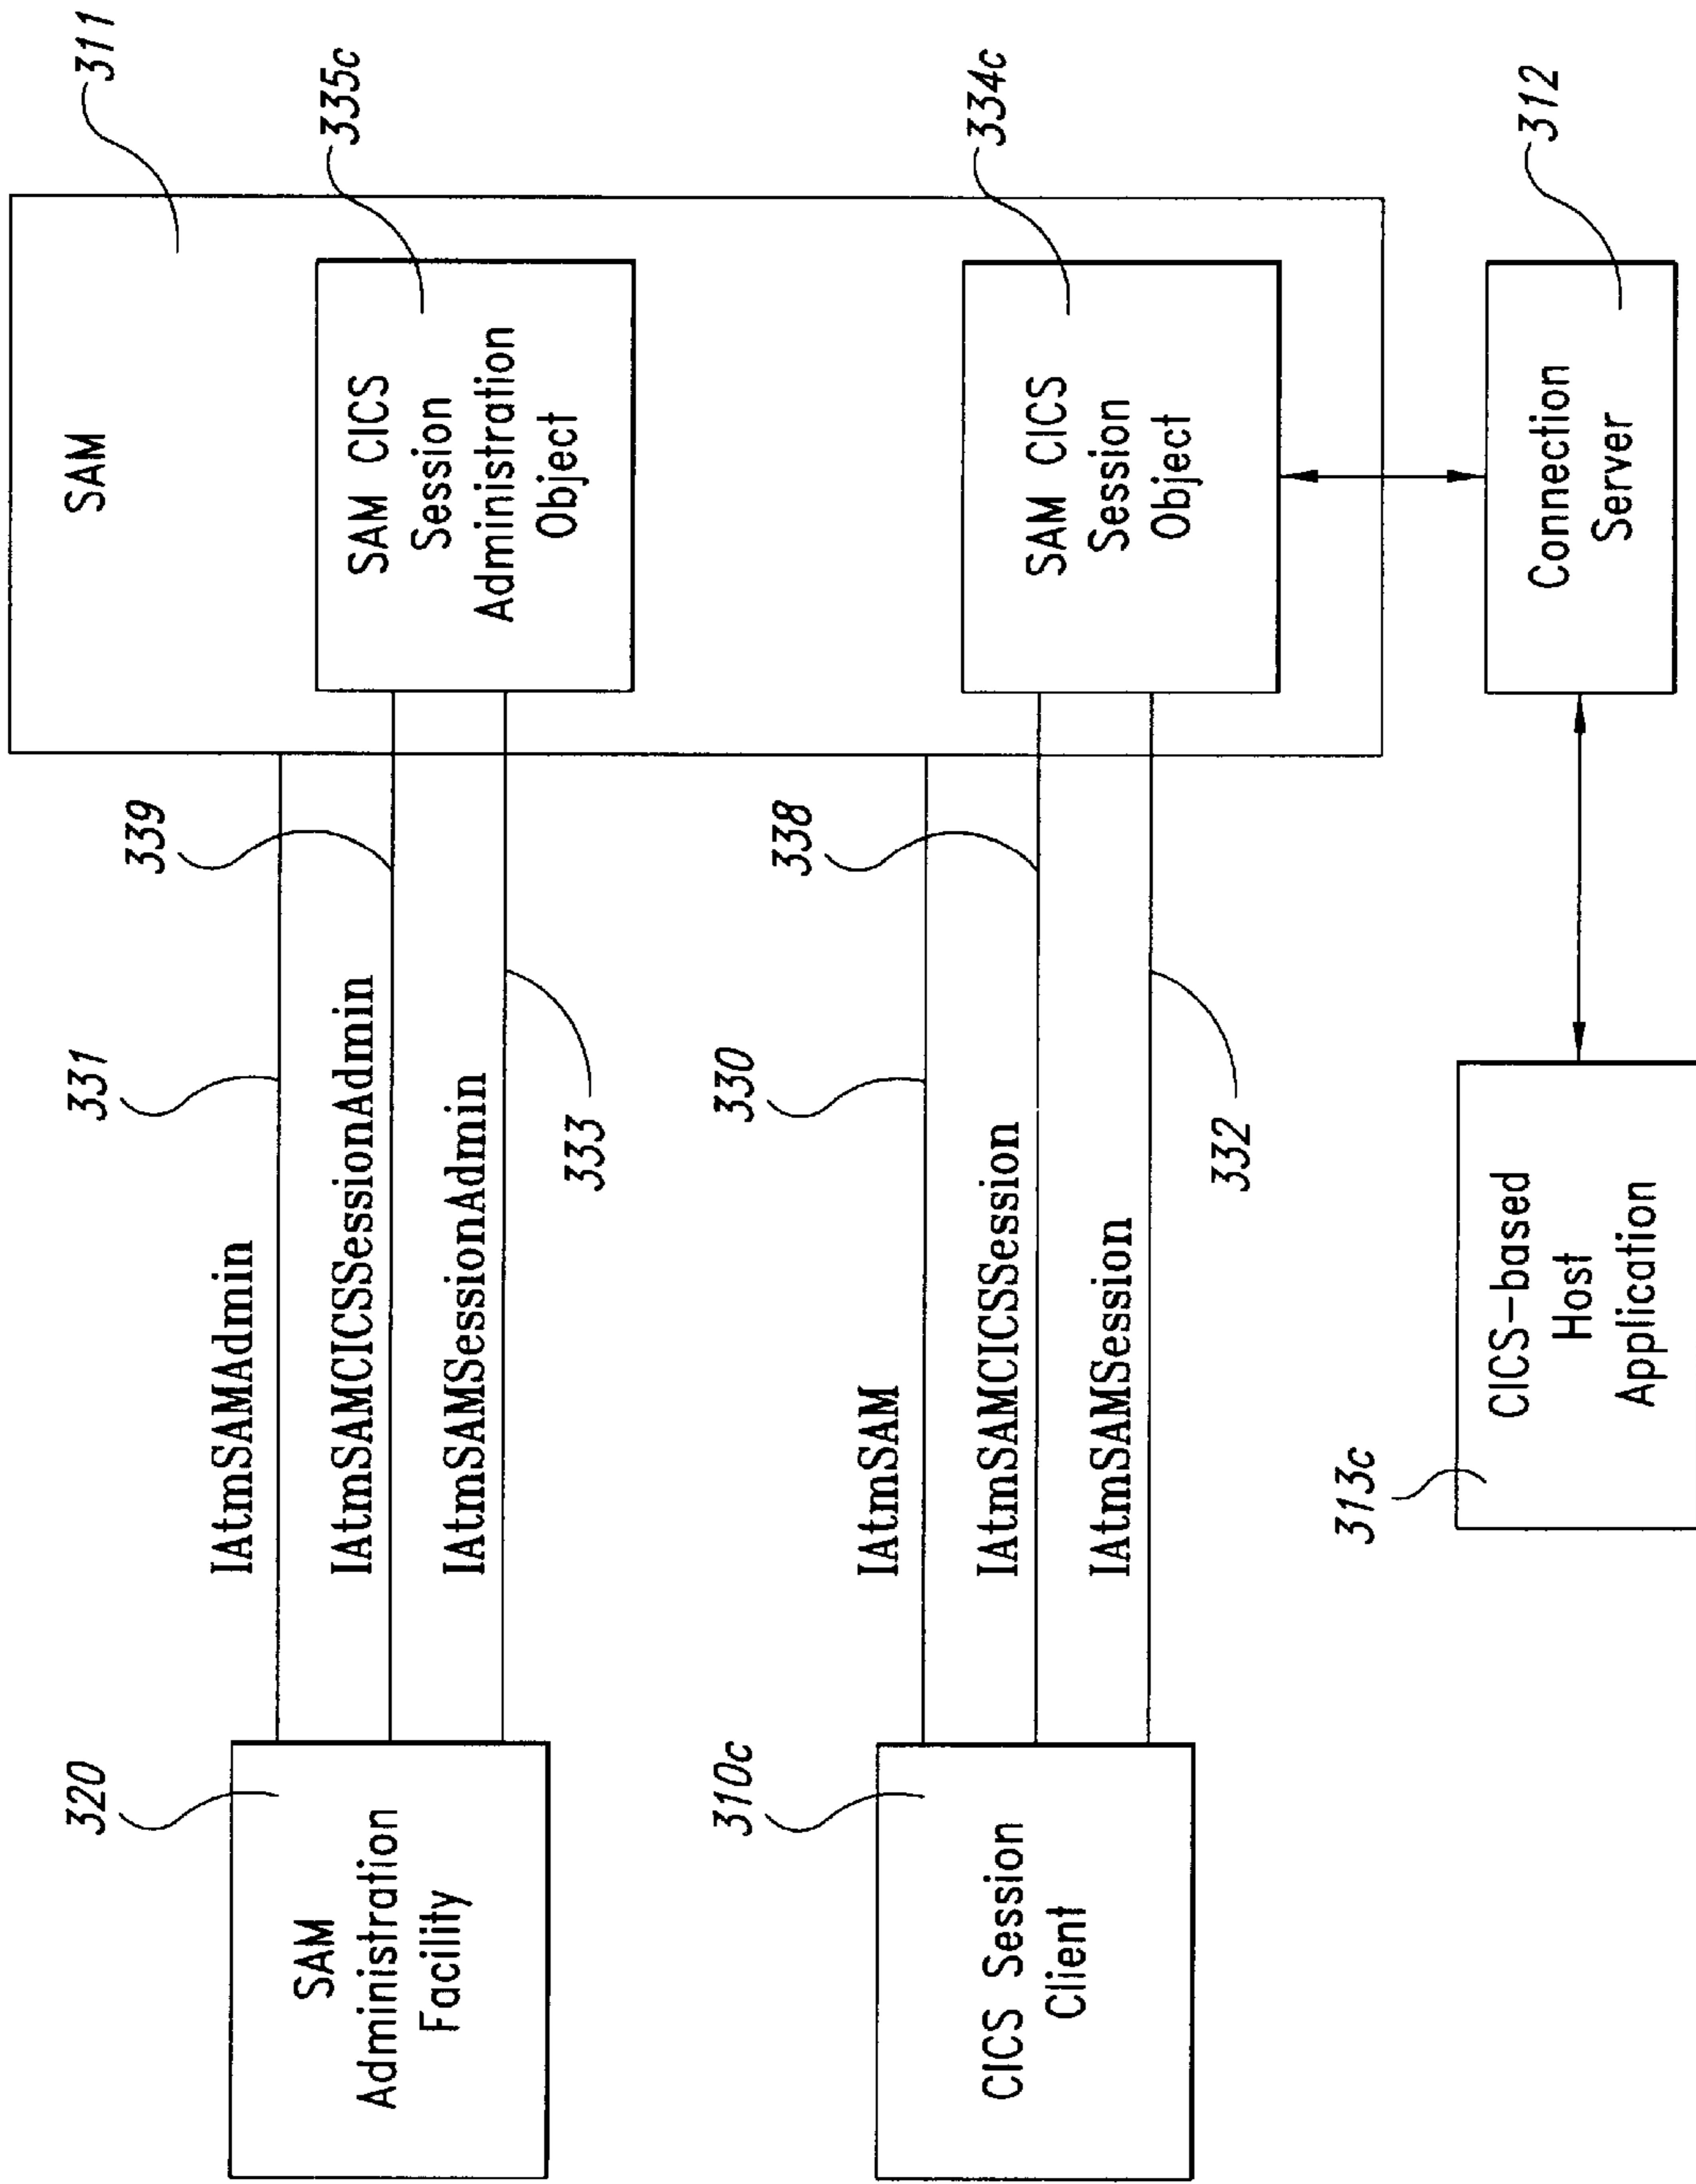 311
SAM
335c
SAM CICS
Session
Administration
Object
334c
SAM CICS
Session
Object
312
Connection
Server
331
IAtmSAMAdmin
339
IAtmSAMCICSSessionAdmin
IAtmSAMSessionAdmin
333
330
IAtmSAM
338
IAtmSAMCICSSession
IAtmSAMSession
332
320
SAM
Administration
Facility
310c
CICS Session
Client
313c
CICS-based
Host
Application